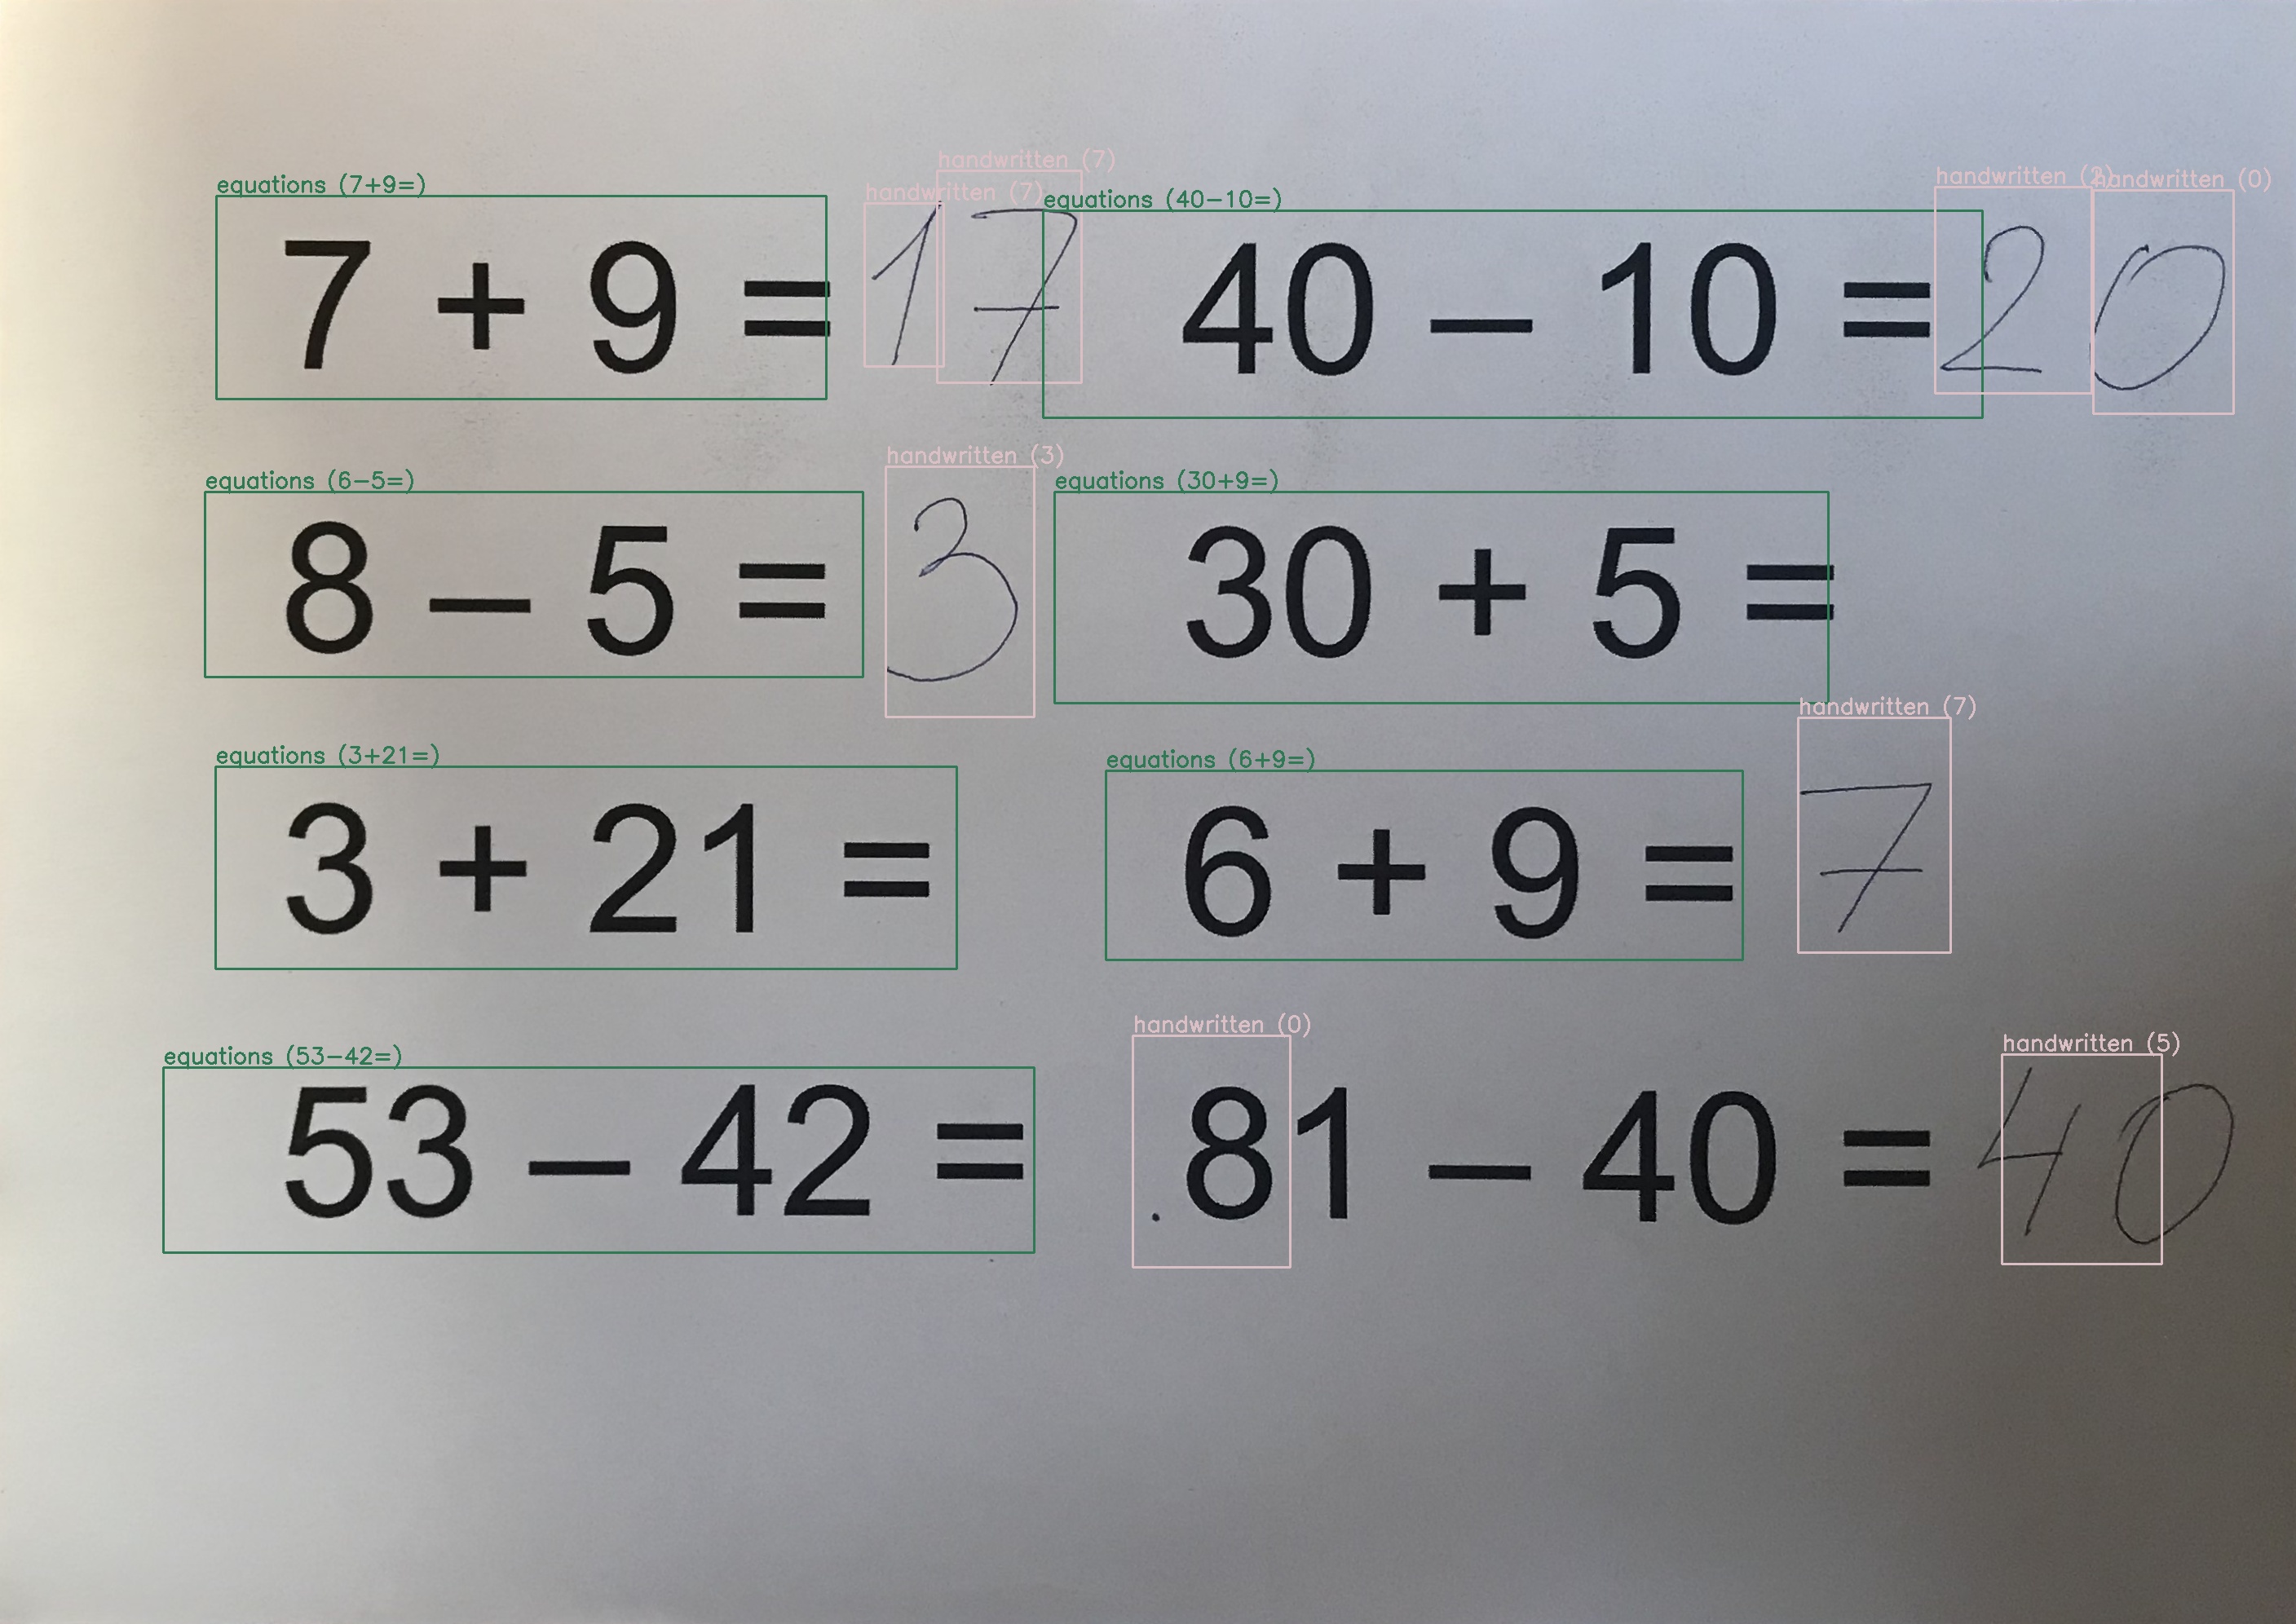 equations (7+9=) handwritten (7) handwritten (7) equations (40-10=) handwritten (2) handwritten (0)
7 + 9 = 17 40 – 10 = 20
equations (6-5=) handwritten (3) equations (30+9=)
8 – 5 = 3 30 + 5 =
equations (3+21=) equations (6+9=) handwritten (7)
3 + 21 = 6 + 9 = 7
equations (53-42=) handwritten (0) handwritten (5)
53 – 42 = .81 – 40 = 40